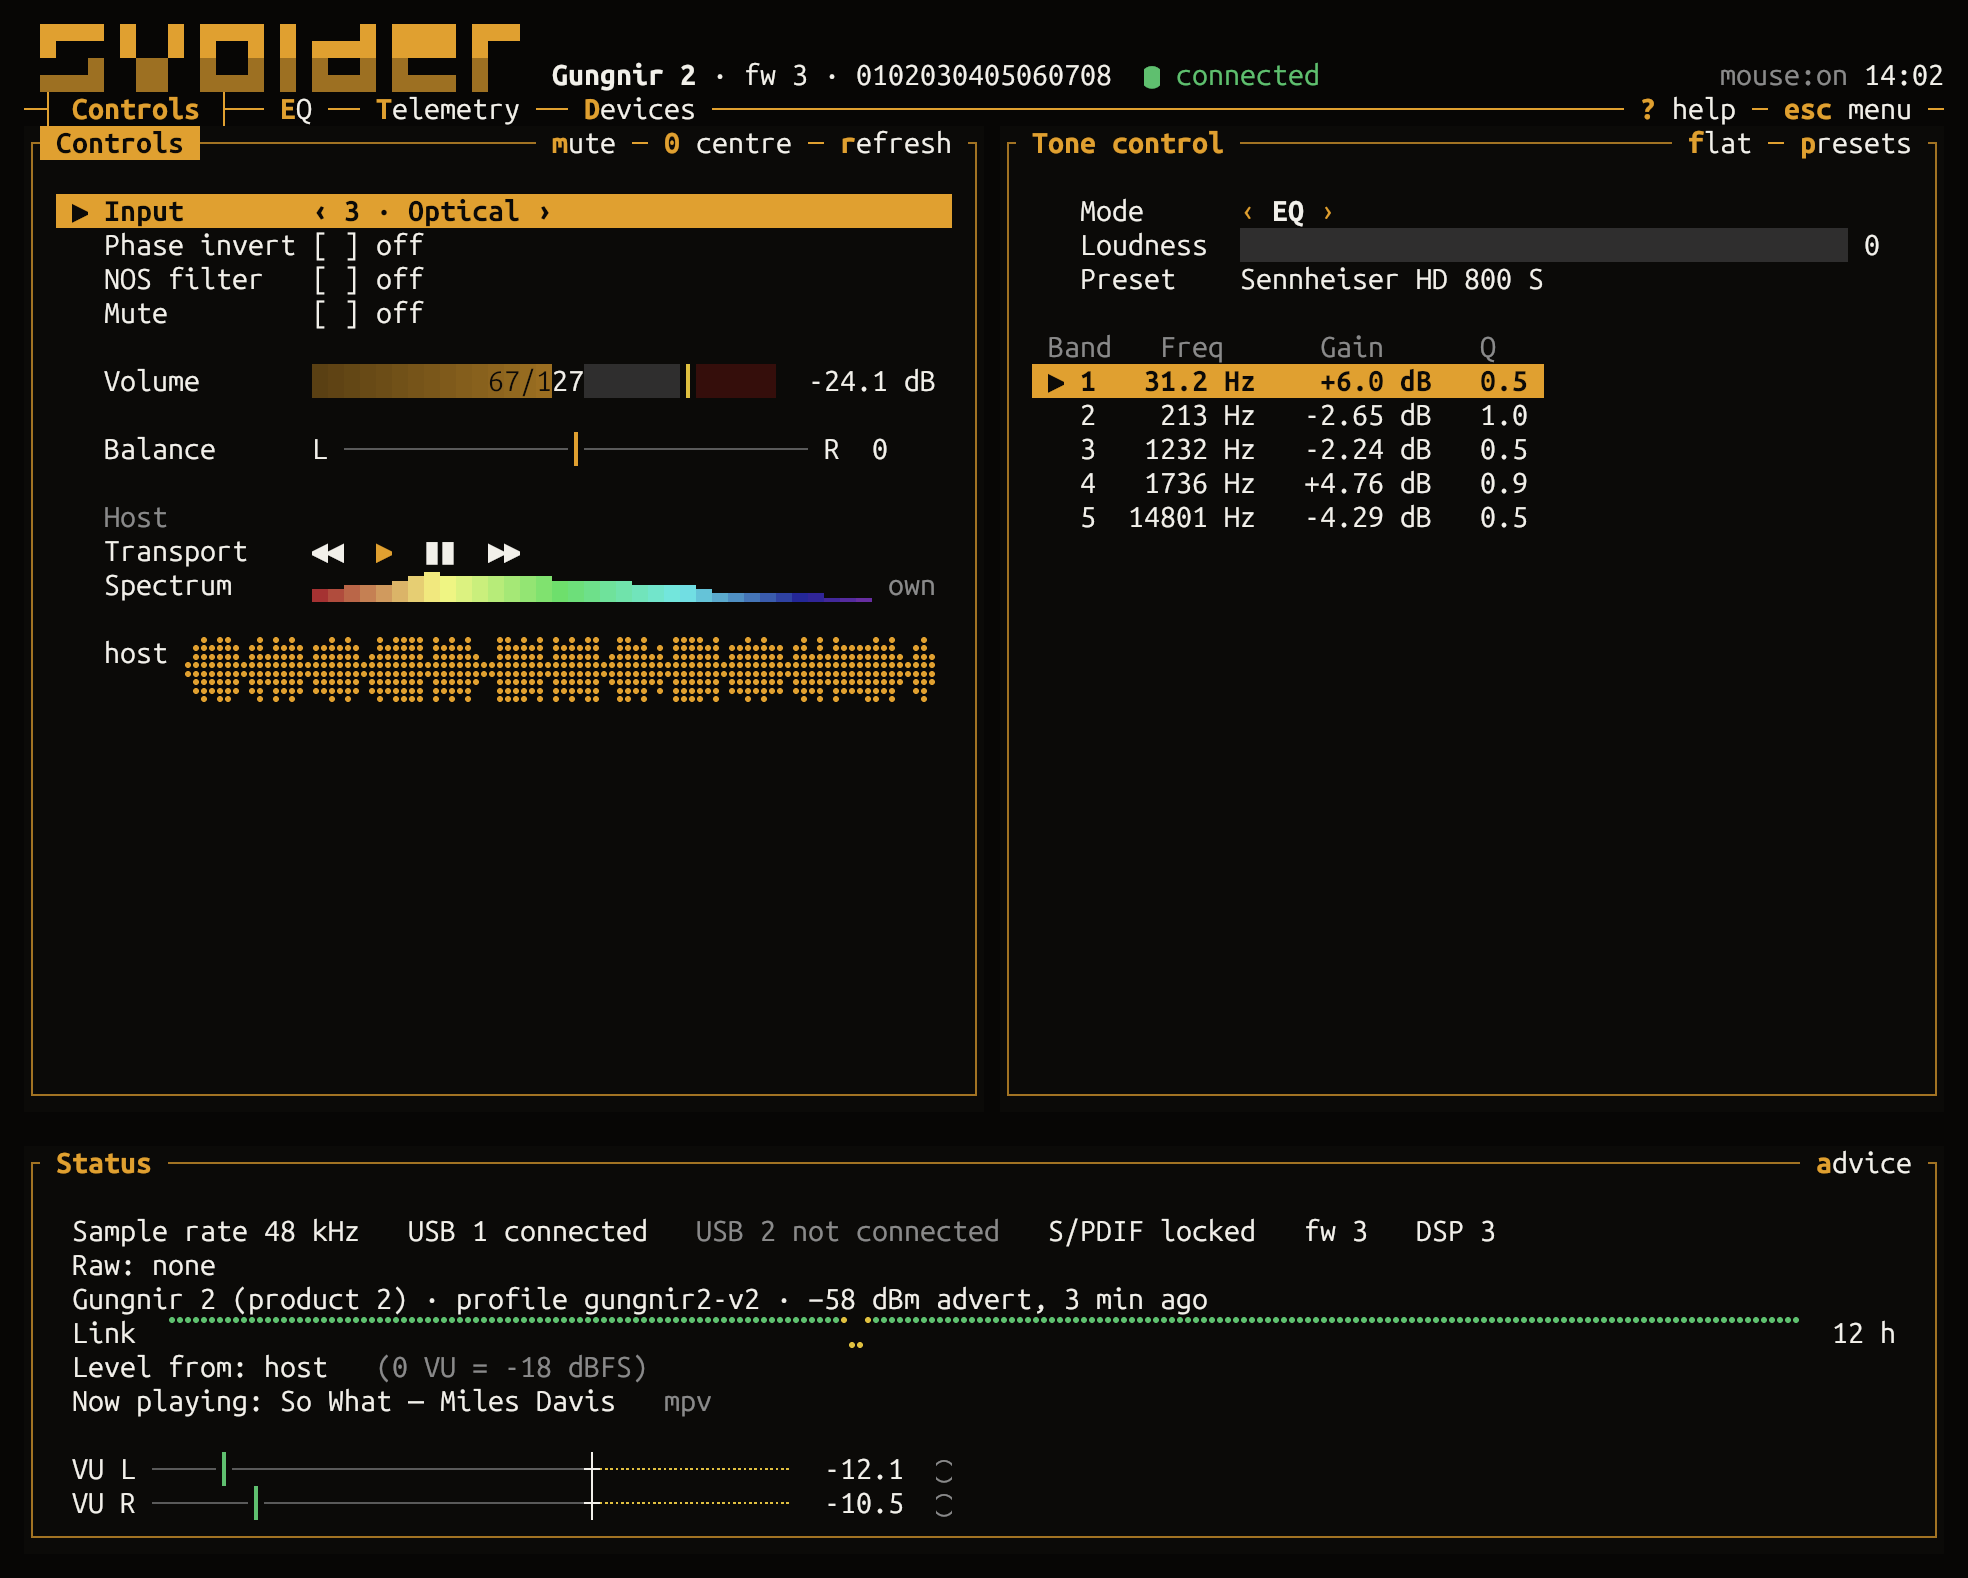 svolder
Gungnir 2 · fw 3 · 0102030405060708 connected mouse:on 14:02
Controls EQ Telemetry Devices ? help esc menu
Controls mute 0 centre refresh
Input ‹ 3 · Optical ›
Phase invert [ ] off
NOS filter [ ] off
Mute [ ] off
Volume 67/127 -24.1 dB
Balance L R 0
Host
Transport
Spectrum own
host
Tone control flat presets
Mode ‹ EQ ›
Loudness 0
Preset Sennheiser HD 800 S
Band Freq Gain Q
▶ 1 31.2 Hz +6.0 dB 0.5
2 213 Hz -2.65 dB 1.0
3 1232 Hz -2.24 dB 0.5
4 1736 Hz +4.76 dB 0.9
5 14801 Hz -4.29 dB 0.5
Status advice
Sample rate 48 kHz USB 1 connected USB 2 not connected S/PDIF locked fw 3 DSP 3
Raw: none
Gungnir 2 (product 2) · profile gungnir2-v2 · −58 dBm advert, 3 min ago
Link 12 h
Level from: host (0 VU = -18 dBFS)
Now playing: So What — Miles Davis mpv
VU L -12.1
VU R -10.5